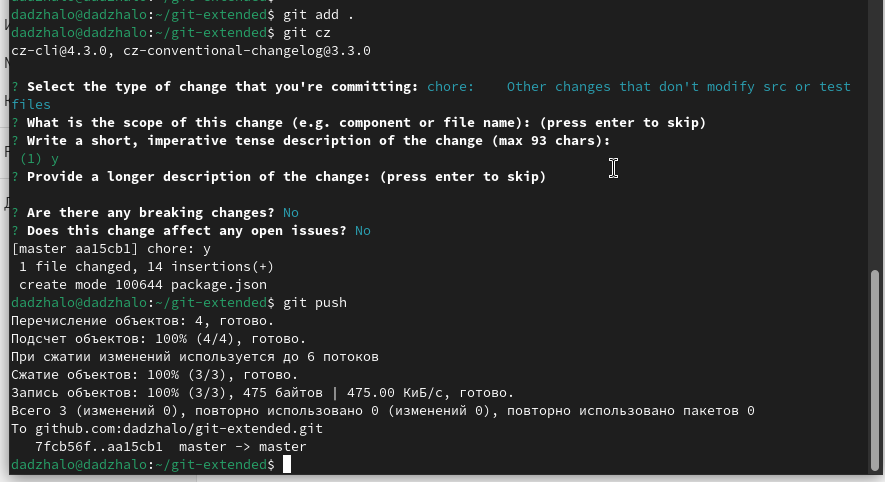 dadzhalo@dadzhalo:~/git-extended$ git add .
dadzhalo@dadzhalo:~/git-extended$ git cz
cz-cli@4.3.0, cz-conventional-changelog@3.3.0
? Select the type of change that you're committing: chore:    Other changes that don't modify src or test
files
? What is the scope of this change (e.g. component or file name): (press enter to skip)
? Write a short, imperative tense description of the change (max 93 chars):
 (1) y
? Provide a longer description of the change: (press enter to skip)
? Are there any breaking changes? No
? Does this change affect any open issues? No
[master aa15cb1] chore: y
 1 file changed, 14 insertions(+)
 create mode 100644 package.json
dadzhalo@dadzhalo:~/git-extended$ git push
Перечисление объектов: 4, готово.
Подсчет объектов: 100% (4/4), готово.
При сжатии изменений используется до 6 потоков
Сжатие объектов: 100% (3/3), готово.
Запись объектов: 100% (3/3), 475 байтов | 475.00 КиБ/с, готово.
Всего 3 (изменений 0), повторно использовано 0 (изменений 0), повторно использовано пакетов 0
To github.com:dadzhalo/git-extended.git
   7fcb56f..aa15cb1  master -> master
dadzhalo@dadzhalo:~/git-extended$